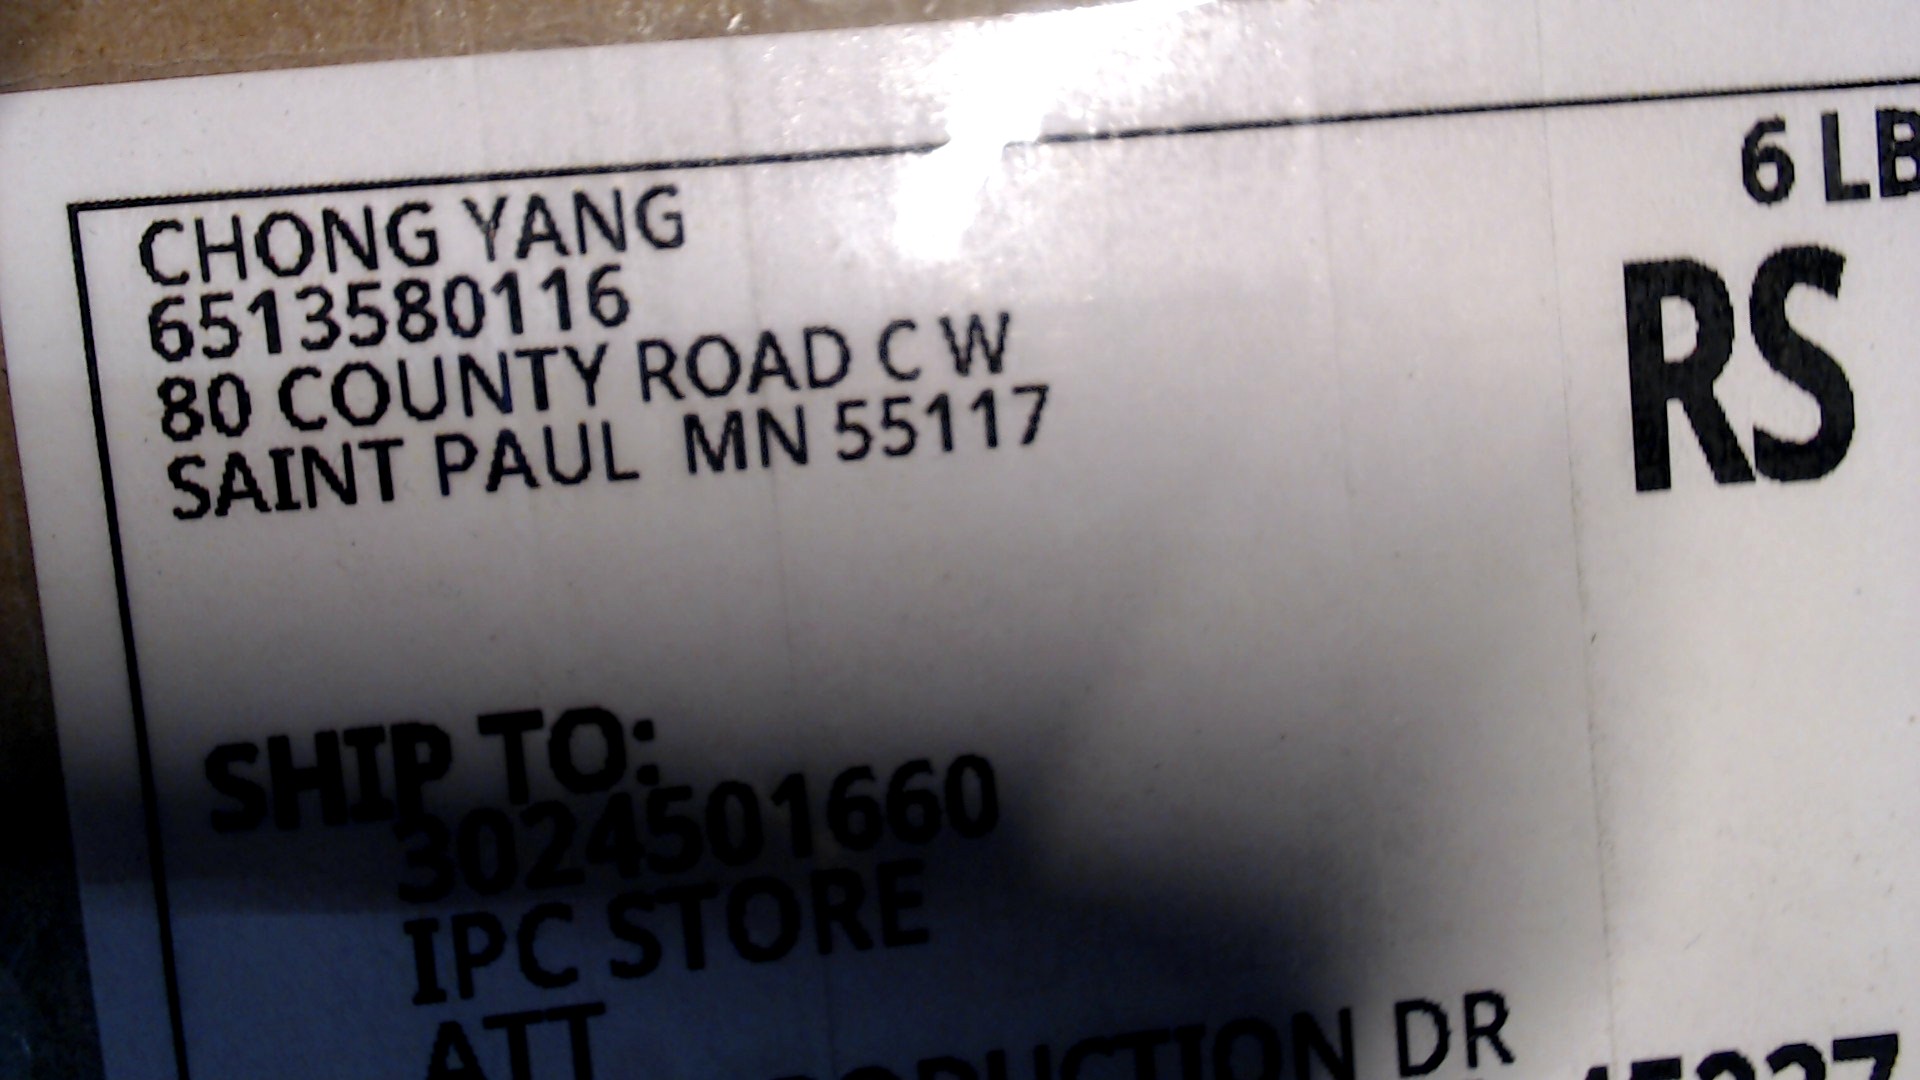 6 LB
CHONG YANG
6513580116
80 COUNTY ROAD C W
SAINT PAUL MN 55117
RS
SHIP TO:
3024501660
IPC STORE
ATT
DR